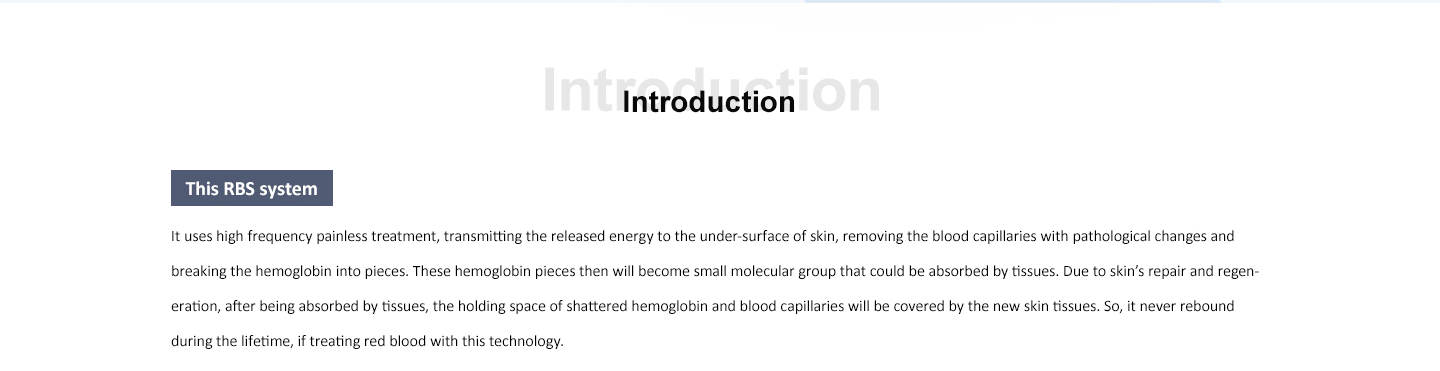 Introduction
Introduction
This RBS system
It uses high frequency painless treatment, transmitting the released energy to the under-surface of skin, removing the blood capillaries with pathological changes and
breaking the hemoglobin into pieces. These hemoglobin pieces then will become small molecular group that could be absorbed by tissues. Due to skin’s repair and regen-
eration, after being absorbed by tissues, the holding space of shattered hemoglobin and blood capillaries will be covered by the new skin tissues. So, it never rebound
during the lifetime, if treating red blood with this technology.